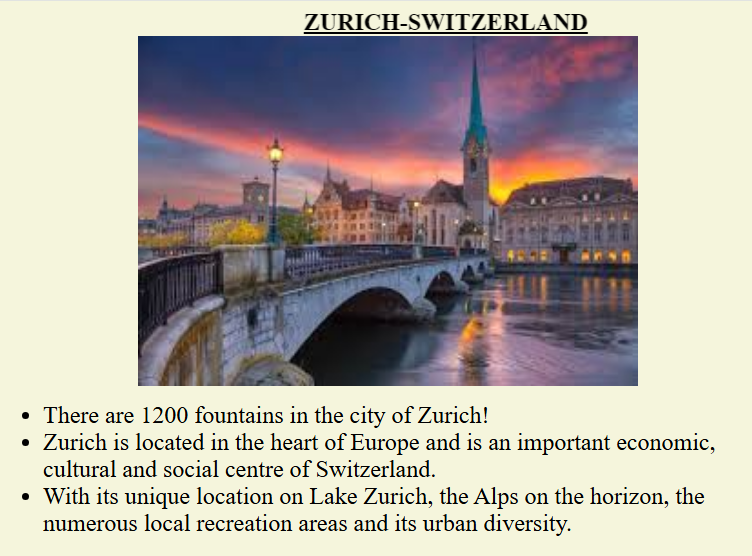 ZURICH-SWITZERLAND
• There are 1200 fountains in the city of Zurich!
• Zurich is located in the heart of Europe and is an important economic,
cultural and social centre of Switzerland.
• With its unique location on Lake Zurich, the Alps on the horizon, the
numerous local recreation areas and its urban diversity.